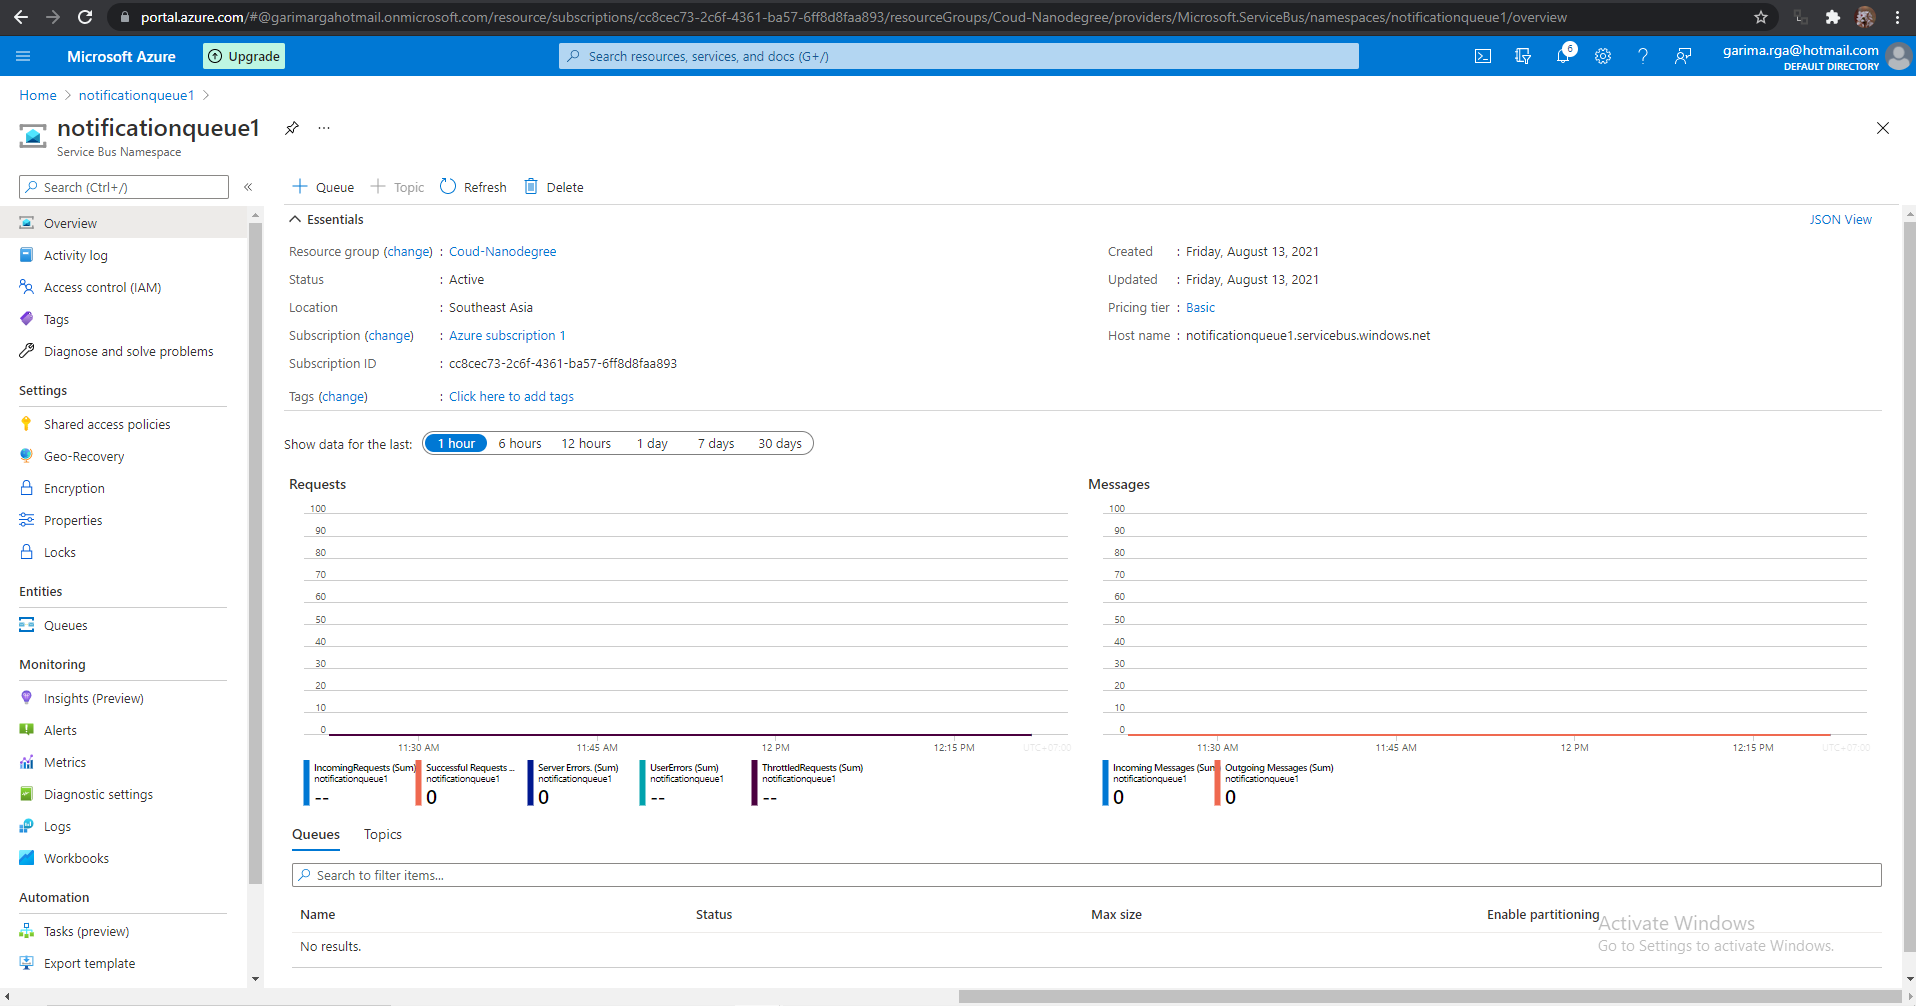 portal.azure.com/#@garimargahotmail.onmicrosoft.com/resource/subscriptions/cc8cec73-2c6f-4361-ba57-6ff8d8faa893/resourceGroups/Coud-Nanodegree/providers/Microsoft.ServiceBus/namespaces/notificationqueue1/overview
Microsoft Azure
Upgrade
Search resources, services, and docs (G+/)
6
garima.rga@hotmail.com
DEFAULT DIRECTORY
Home > notificationqueue1 >
notificationqueue1
Service Bus Namespace
Search (Ctrl+/)
Overview
Activity log
Access control (IAM)
Tags
Diagnose and solve problems
Settings
Shared access policies
Geo-Recovery
Encryption
Properties
Locks
Entities
Queues
Monitoring
Insights (Preview)
Alerts
Metrics
Diagnostic settings
Logs
Workbooks
Automation
Tasks (preview)
Export template
Queue Topic Refresh Delete
Essentials
JSON View
Resource group (change) : Coud-Nanodegree
Status : Active
Location : Southeast Asia
Subscription (change) : Azure subscription 1
Subscription ID : cc8cec73-2c6f-4361-ba57-6ff8d8faa893
Tags (change) : Click here to add tags
Created : Friday, August 13, 2021
Updated : Friday, August 13, 2021
Pricing tier : Basic
Host name : notificationqueue1.servicebus.windows.net
Show data for the last: 1 hour 6 hours 12 hours 1 day 7 days 30 days
Requests
100
90
80
70
60
50
40
30
20
10
0
11:30 AM 11:45 AM 12 PM 12:15 PM UTC+07:00
IncomingRequests (Sum)
notificationqueue1
--
Successful Requests ...
notificationqueue1
0
Server Errors. (Sum)
notificationqueue1
0
UserErrors (Sum)
notificationqueue1
--
ThrottledRequests (Sum)
notificationqueue1
--
Messages
100
90
80
70
60
50
40
30
20
10
0
11:30 AM 11:45 AM 12 PM 12:15 PM UTC+07:00
Incoming Messages (Sum
notificationqueue1
0
Outgoing Messages (Sum)
notificationqueue1
0
Queues Topics
Search to filter items...
Name Status Max size Enable partitioning
No results.
Activate Windows
Go to Settings to activate Windows.